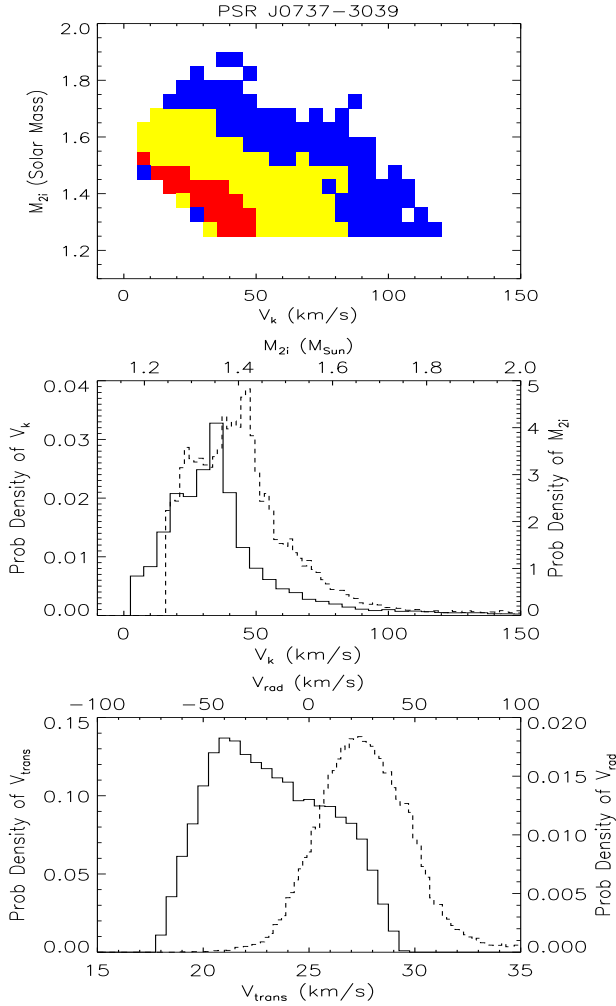 PSR J0737−3039
2.0
1.8
1.6
1.4
1.2
M2i (Solar Mass)
0 50 100 150
Vk (km/s)
M2i (MSun)
1.2 1.4 1.6 1.8 2.0
0.04
0.03
0.02
0.01
0.00
Prob Density of Vk
5
4
3
2
1
0
Prob Density of M2i
0 50 100 150
Vk (km/s)
Vrad (km/s)
−100 −50 0 50 100
0.15
0.10
0.05
0.00
Prob Density of Vtrans
0.020
0.015
0.010
0.005
0.000
Prob Density of Vrad
15 20 25 30 35
Vtrans (km/s)